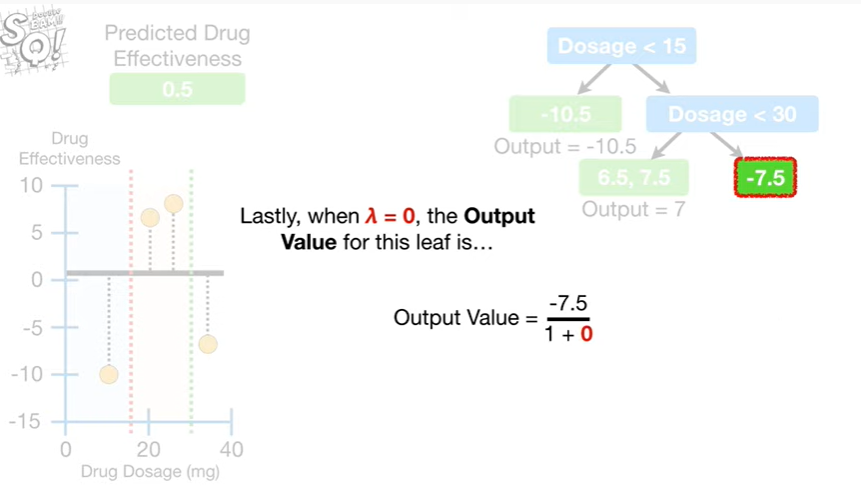 SQ!
Predicted Drug
Effectiveness
0.5
Dosage < 15
-10.5
Dosage < 30
Output = -10.5
6.5, 7.5
-7.5
Output = 7
Drug
Effectiveness
10
5
0
-5
-10
-15
0
20
40
Drug Dosage (mg)
Lastly, when λ = 0, the Output
Value for this leaf is…
Output Value = -7.5
1 + 0